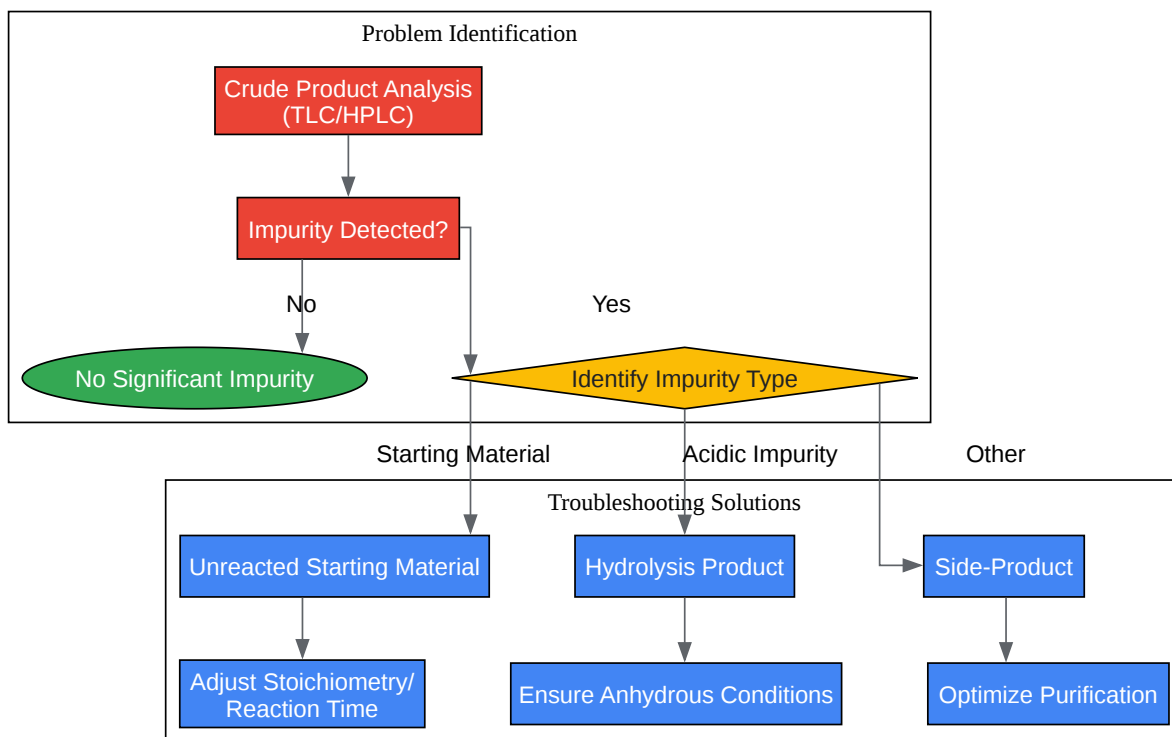 Problem Identification
Crude Product Analysis
(TLC/HPLC)
Impurity Detected?
No
Yes
No Significant Impurity
Identify Impurity Type
Starting Material
Acidic Impurity
Other
Troubleshooting Solutions
Unreacted Starting Material
Hydrolysis Product
Side-Product
Adjust Stoichiometry/
Reaction Time
Ensure Anhydrous Conditions
Optimize Purification